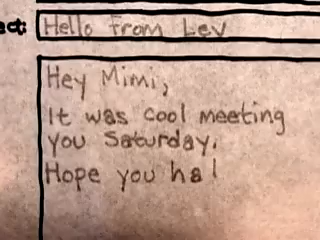 ect: Hello from Lev
Hey Mimi,
It was cool meeting
you Saturday.
Hope you ha